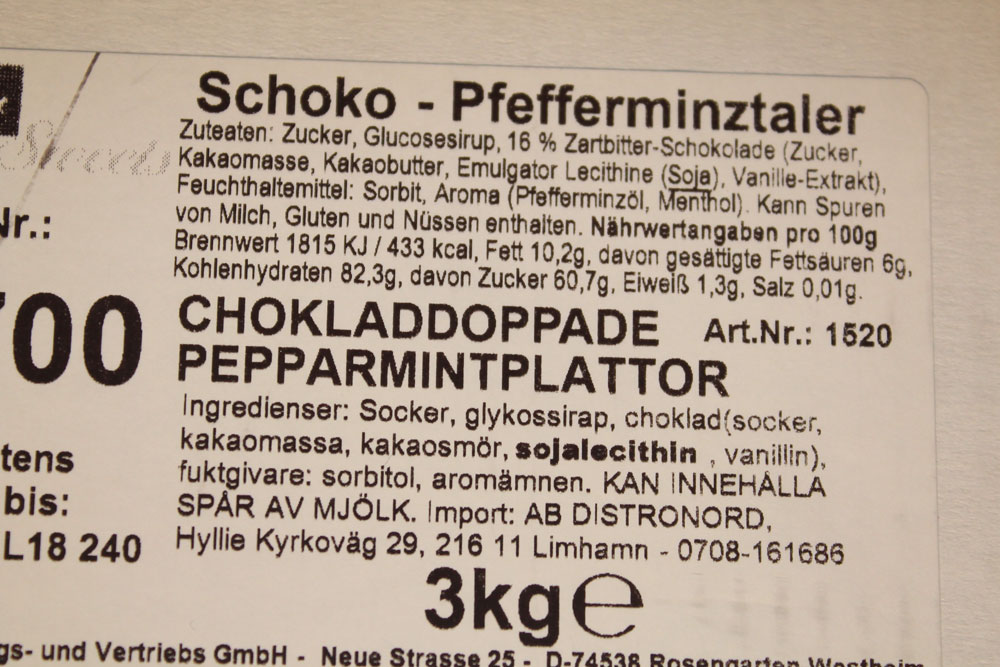 Schoko - Pfefferminztaler
Zuteaten: Zucker, Glucosesirup, 16 % Zartbitter-Schokolade (Zucker,
Kakaomasse, Kakaobutter, Emulgator Lecithine (Soja), Vanille-Extrakt),
Feuchthaltemittel: Sorbit, Aroma (Pfefferminzöl, Menthol). Kann Spuren
von Milch, Gluten und Nüssen enthalten. Nährwertangaben pro 100g
Brennwert 1815 KJ / 433 kcal, Fett 10,2g, davon gesättigte Fettsäuren 6g,
Kohlenhydraten 82,3g, davon Zucker 60,7g, Eiweiß 1,3g, Salz 0,01g.
CHOKLADDOPPADE Art.Nr.: 1520
PEPPARMINTPLATTOR
Ingredienser: Socker, glykossirap, choklad(socker,
kakaomassa, kakaosmör, sojalecithin , vanillin),
fuktgivare: sorbitol, aromämnen. KAN INNEHÅLLA
SPÅR AV MJÖLK. Import: AB DISTRONORD,
Hyllie Kyrkoväg 29, 216 11 Limhamn - 0708-161686
3kg℮
Sweets
Nr.:
00
tens
bis:
L18 240
gs- und Vertriebs GmbH - Neue Strasse 25 - D-74538 Rosengarten Westheim